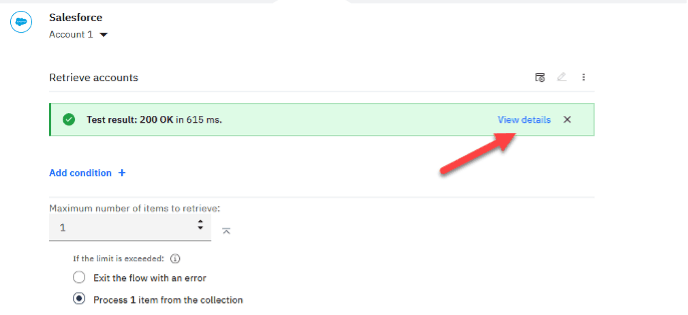 Salesforce
Account 1
Retrieve accounts
Test result: 200 OK in 615 ms.
View details
Add condition +
Maximum number of items to retrieve:
1
If the limit is exceeded:
Exit the flow with an error
Process 1 item from the collection